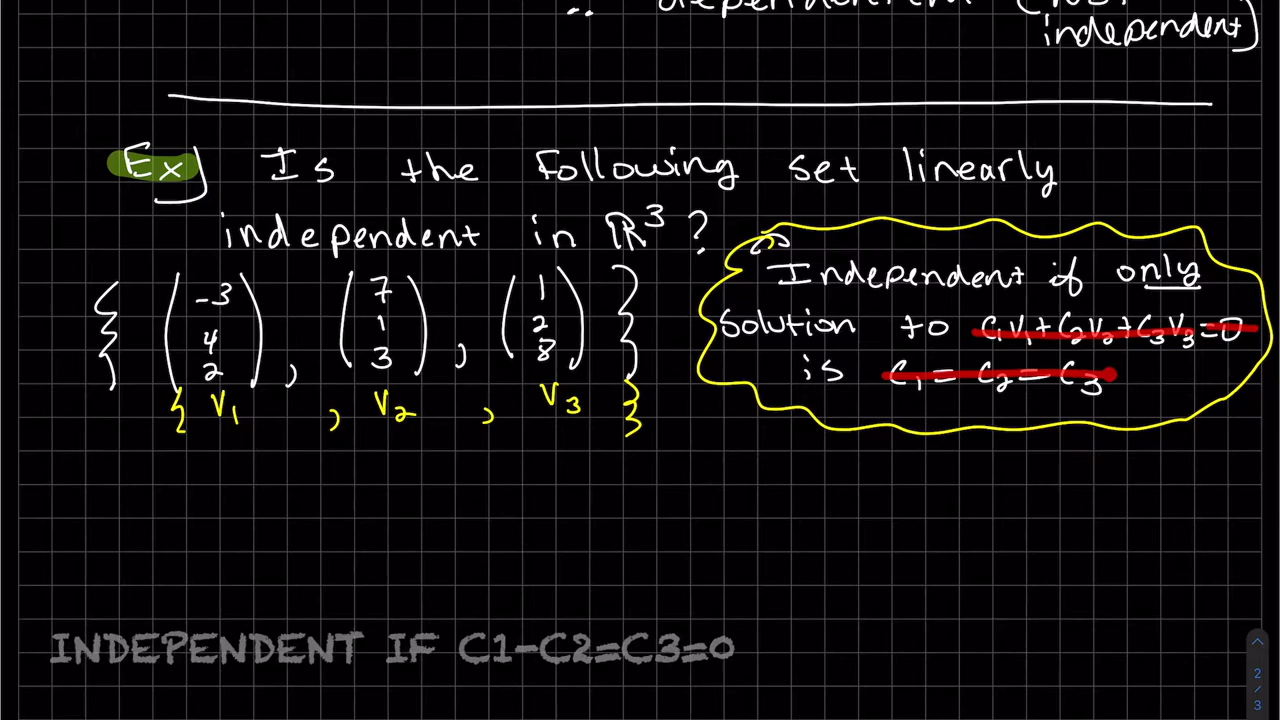 independent)
Ex) Is the following set linearly
independent in ℝ³ ?
{ (-3 4 2) , (7 1 3) , (1 2 8) }
{ V₁ , V₂ , V₃ }
Independent if only
solution to C₁V₁+C₂V₂+C₃V₃=0
is C₁ = C₂ = C₃
INDEPENDENT IF C1-C2=C3=0
2
/
3